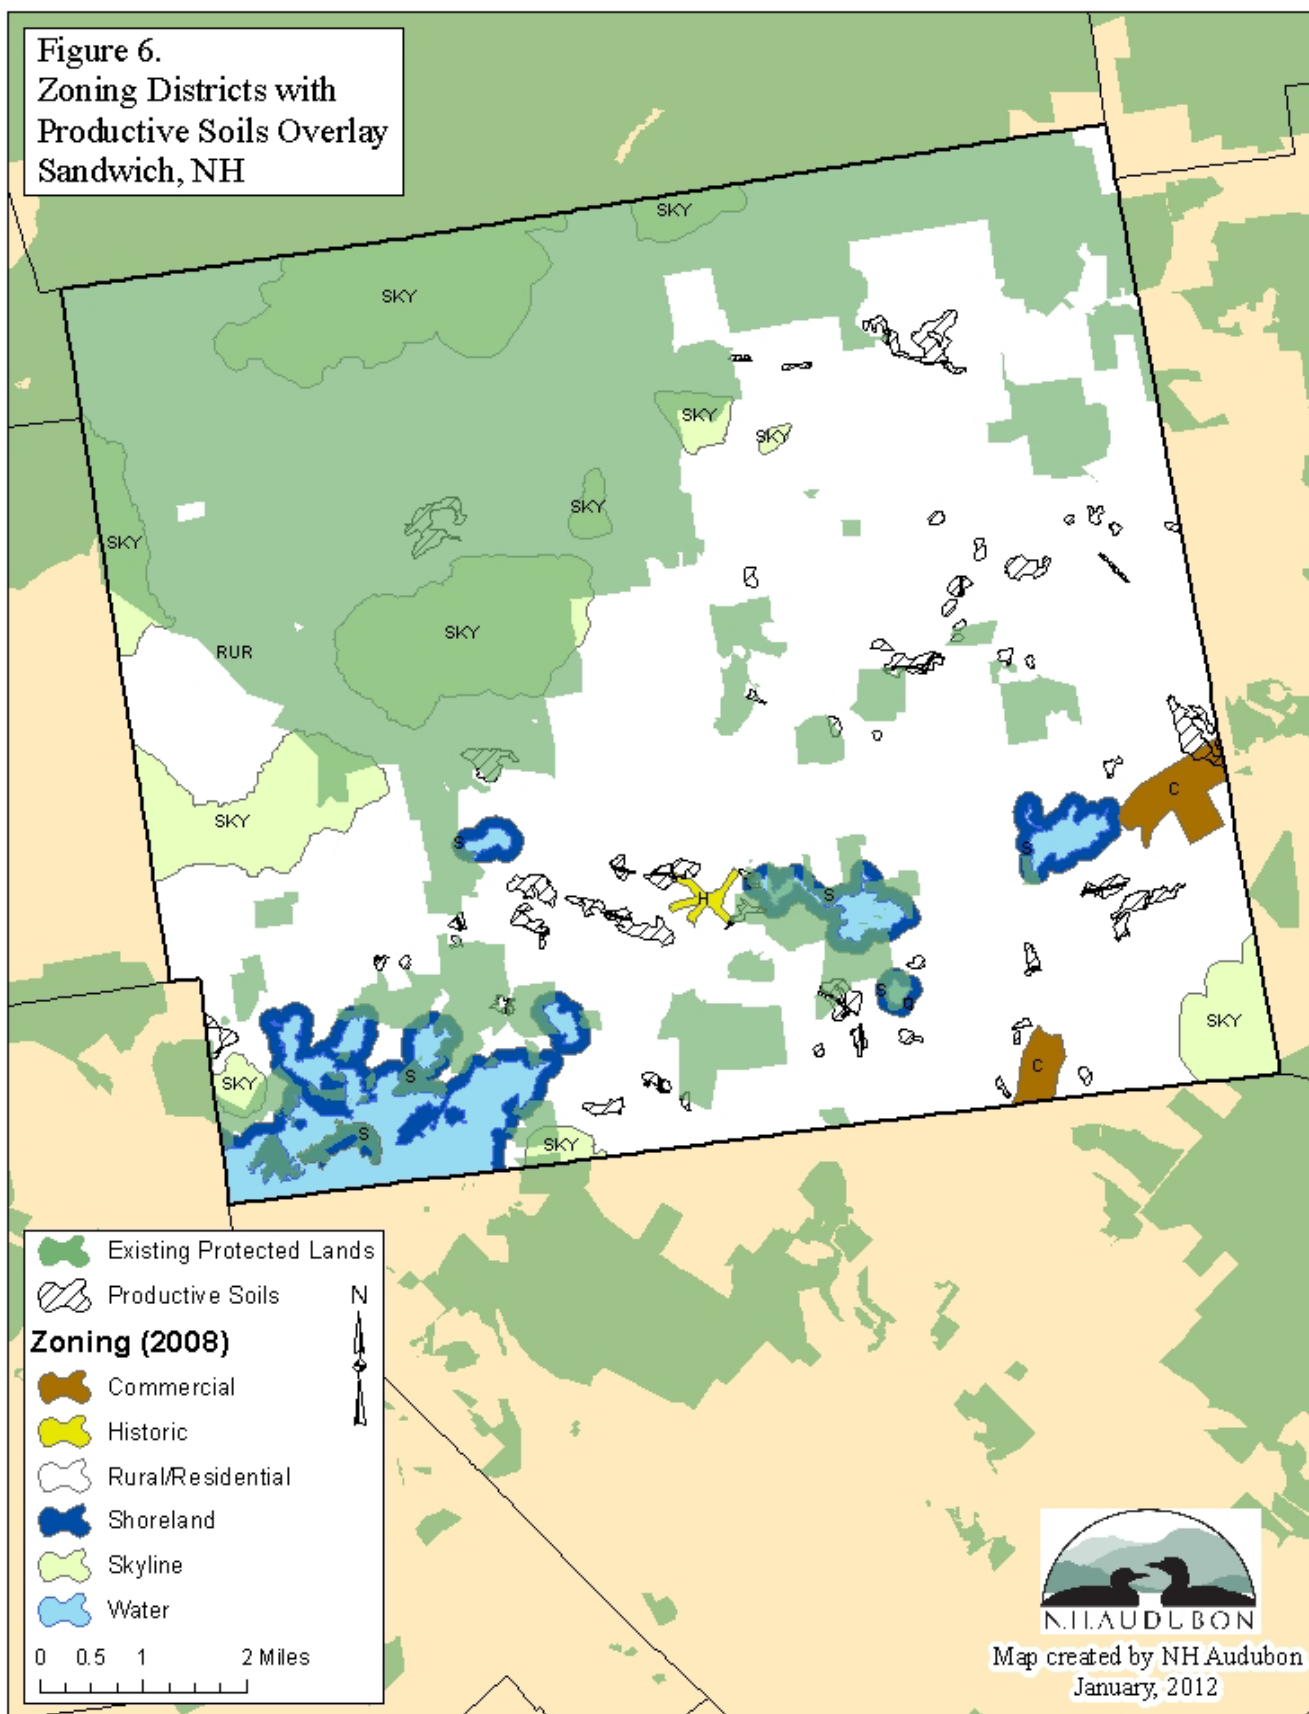 Figure 6.
Zoning Districts with
Productive Soils Overlay
Sandwich, NH
SKY
SKY
SKY
SKY
SKY
SKY
SKY
RUR
SKY
C
SKY
S
S
H
S
S
SKY
C
SKY
S
S
SKY
Existing Protected Lands
Productive Soils
N
Zoning (2008)
Commercial
Historic
Rural/Residential
Shoreland
Skyline
Water
0 0.5 1 2 Miles
N.H.AUDUBON
Map created by NH Audubon
January, 2012